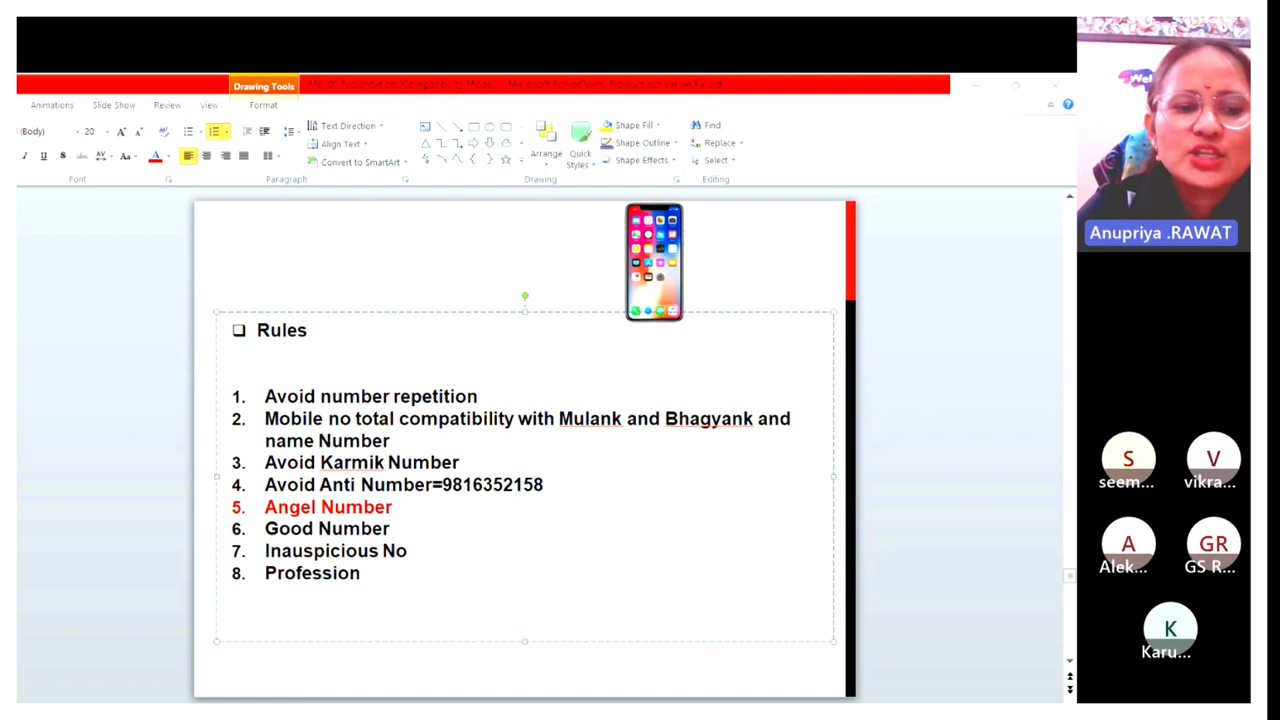 Drawing Tools
Animations
Slide Show
Review
View
Format
(Body)
20
Text Direction
Align Text
Convert to SmartArt
Arrange
Quick
Styles
Shape Fill
Shape Outline
Shape Effects
Find
Replace
Select
Font
Paragraph
Drawing
Editing
Wel
Anupriya .RAWAT
❑ Rules
1. Avoid number repetition
2. Mobile no total compatibility with Mulank and Bhagyank and
name Number
3. Avoid Karmik Number
4. Avoid Anti Number=9816352158
5. Angel Number
6. Good Number
7. Inauspicious No
8. Profession
S
seem...
V
vikra...
A
Alek...
GR
GS R...
K
Karu...